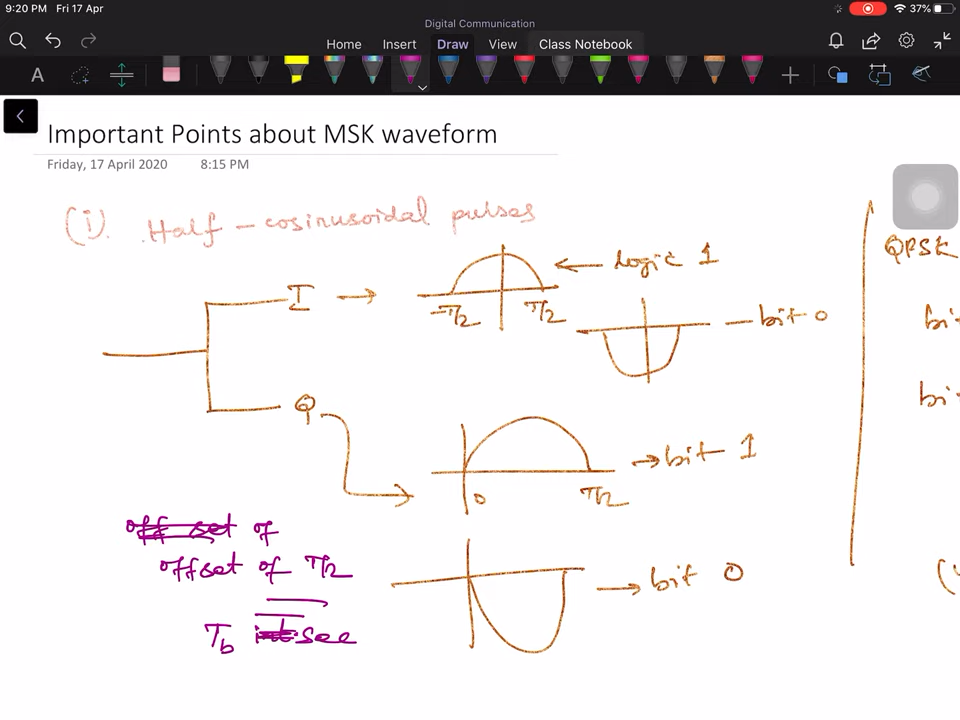 9:20 PM Fri 17 Apr
37%
Digital Communication
Home Insert Draw View Class Notebook
A
Important Points about MSK waveform
Friday, 17 April 2020 8:15 PM
(i). Half - cosinusoidal pulses
I → ← logic 1
-π/2 π/2
— bit 0
Q
→ bit 1
0 π/2
→ bit 0
off set of
offset of π/2
Tb sec
QPSK
bi
bi